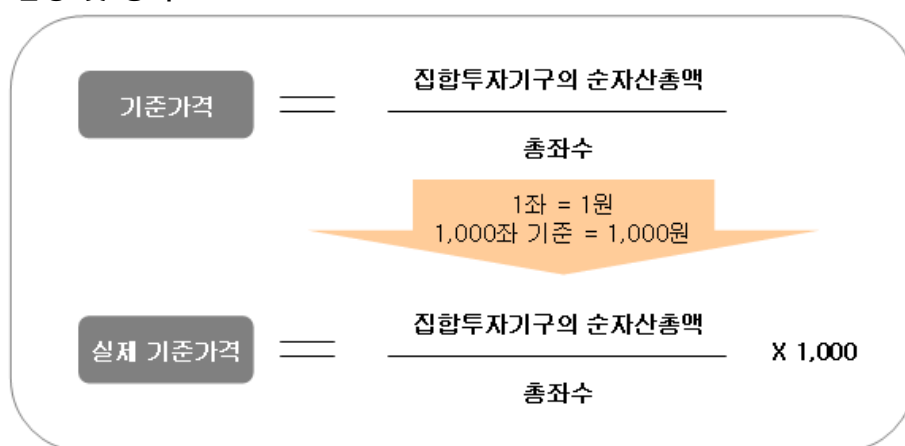 집합투자기구의 순자산총액
기준가격
총좌수
1좌 = 1원
1,000좌 기준 = 1,000원
집합투자기구의 순자산총액
실제 기준가격
X 1,000
총좌수